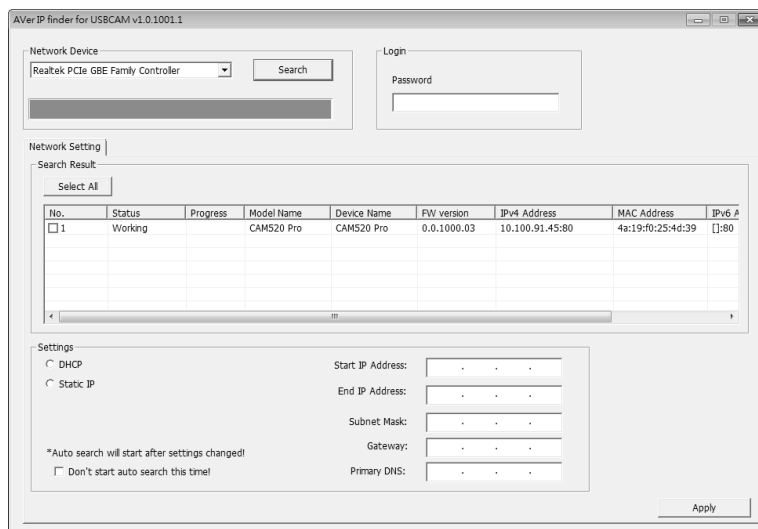 AVer IP finder for USBCAM v1.0.1001.1
Network Device
Realtek PCIe GBE Family Controller
Search
Login
Password
Network Setting
Search Result
Select All
No. Status Progress Model Name Device Name FW version IPv4 Address MAC Address IPv6 A
1 Working CAM520 Pro CAM520 Pro 0.0.1000.03 10.100.91.45:80 4a:19:f0:25:4d:39 []:80
Settings
DHCP
Static IP
*Auto search will start after settings changed!
Don't start auto search this time!
Start IP Address: . . .
End IP Address: . . .
Subnet Mask: . . .
Gateway: . . .
Primary DNS: . . .
Apply